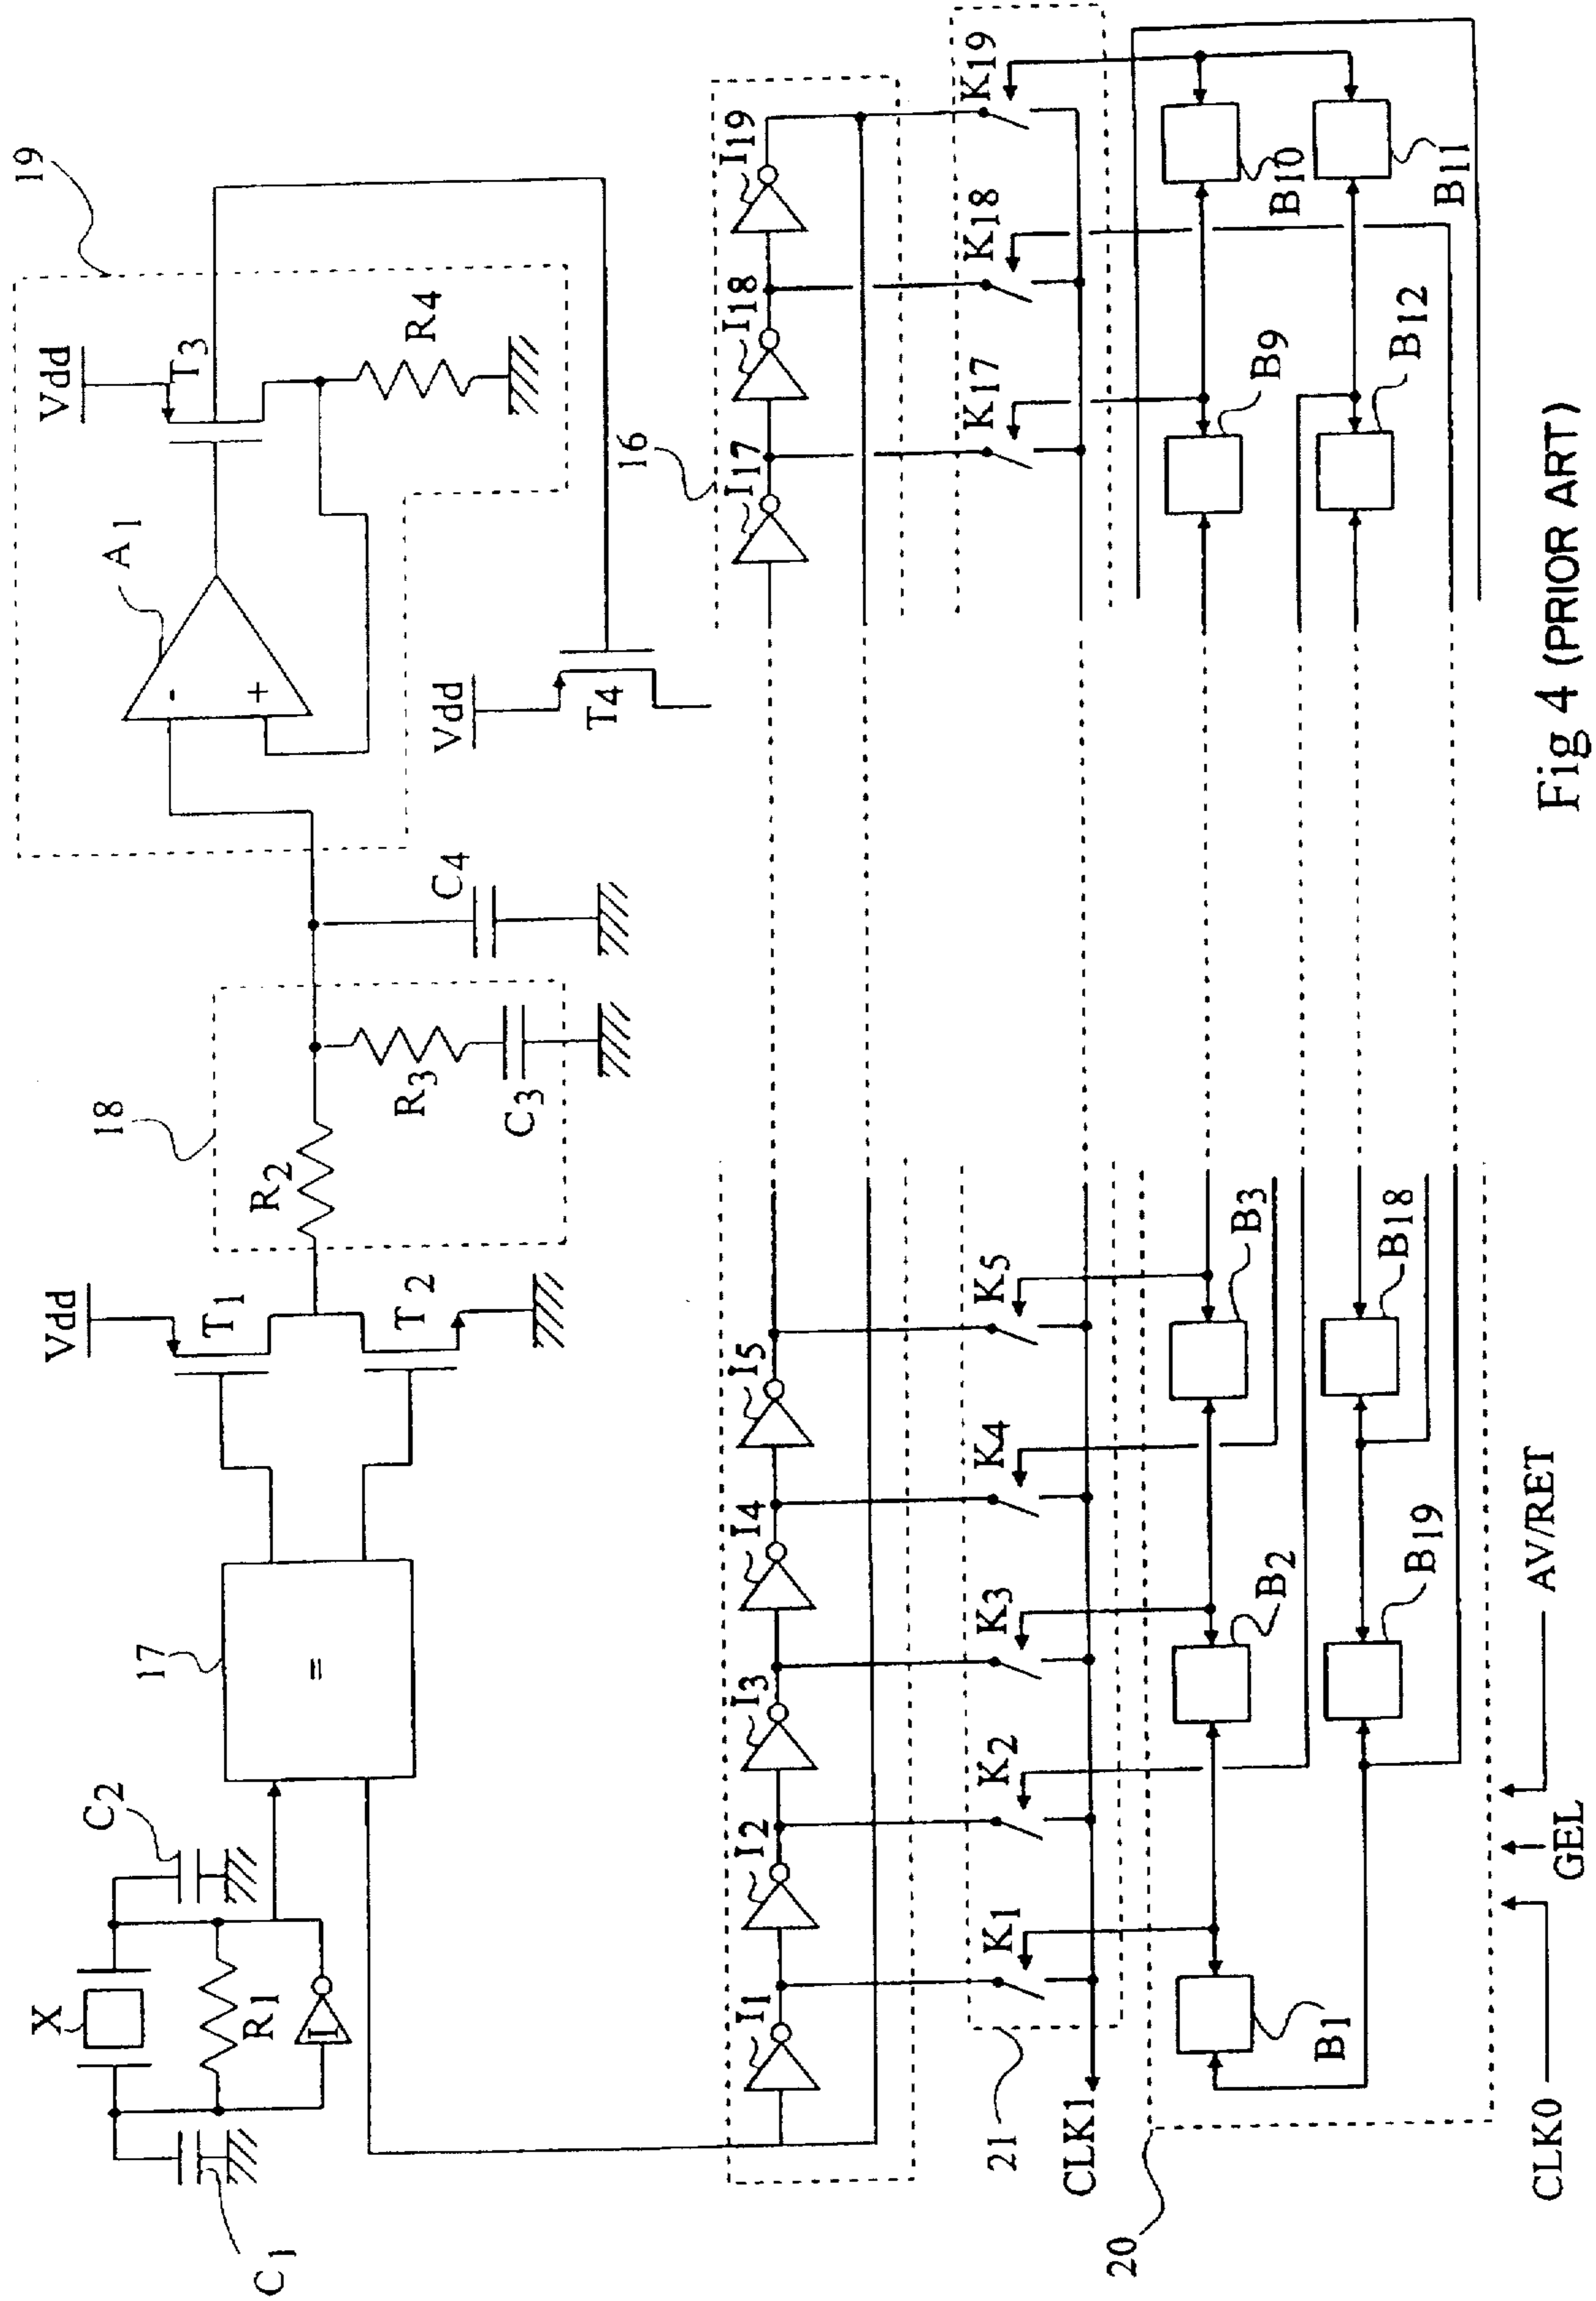 19
Vdd
T3
A1
-
+
R4
Vdd
T4
18
R2
R3
C3
C4
Vdd
T1
T2
17
=
X
C2
R1
I
C1
16
I1
I2
I3
I4
I5
I17
I18
I19
K1
K2
K3
K4
K5
K17
K18
K19
21
CLK1
B1
B2
B3
B9
B10
B19
B18
B12
B11
20
CLK0
GEL
AV/RET
Fig 4 (PRIOR ART)